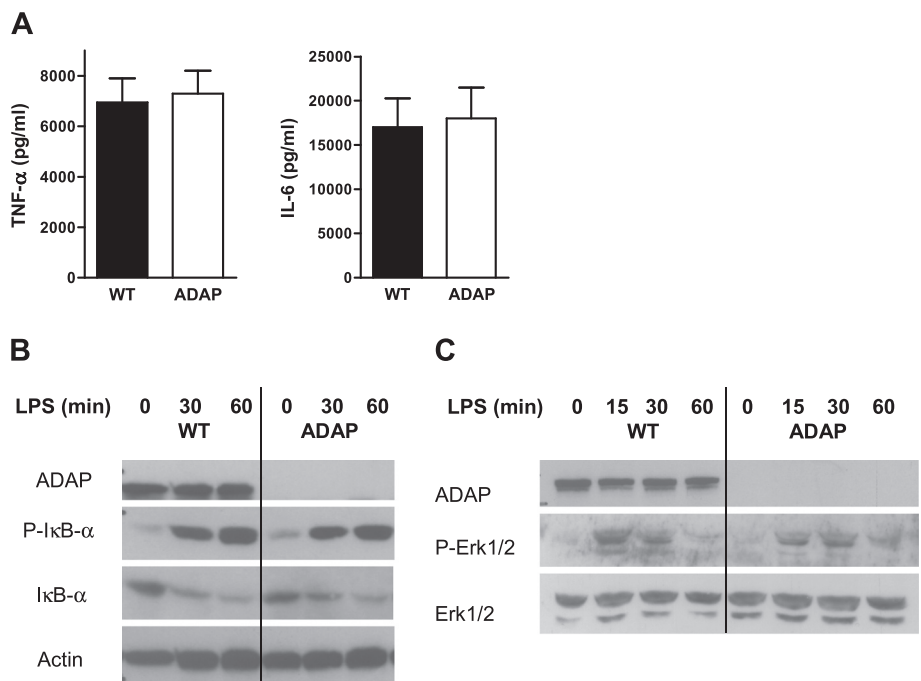 A
TNF-α (pg/ml)
8000
6000
4000
2000
0
WT
ADAP
IL-6 (pg/ml)
25000
20000
15000
10000
5000
0
WT
ADAP
B
LPS (min) 0 30 60 0 30 60
WT ADAP
ADAP
P-IκB-α
IκB-α
Actin
C
LPS (min) 0 15 30 60 0 15 30 60
WT ADAP
ADAP
P-Erk1/2
Erk1/2